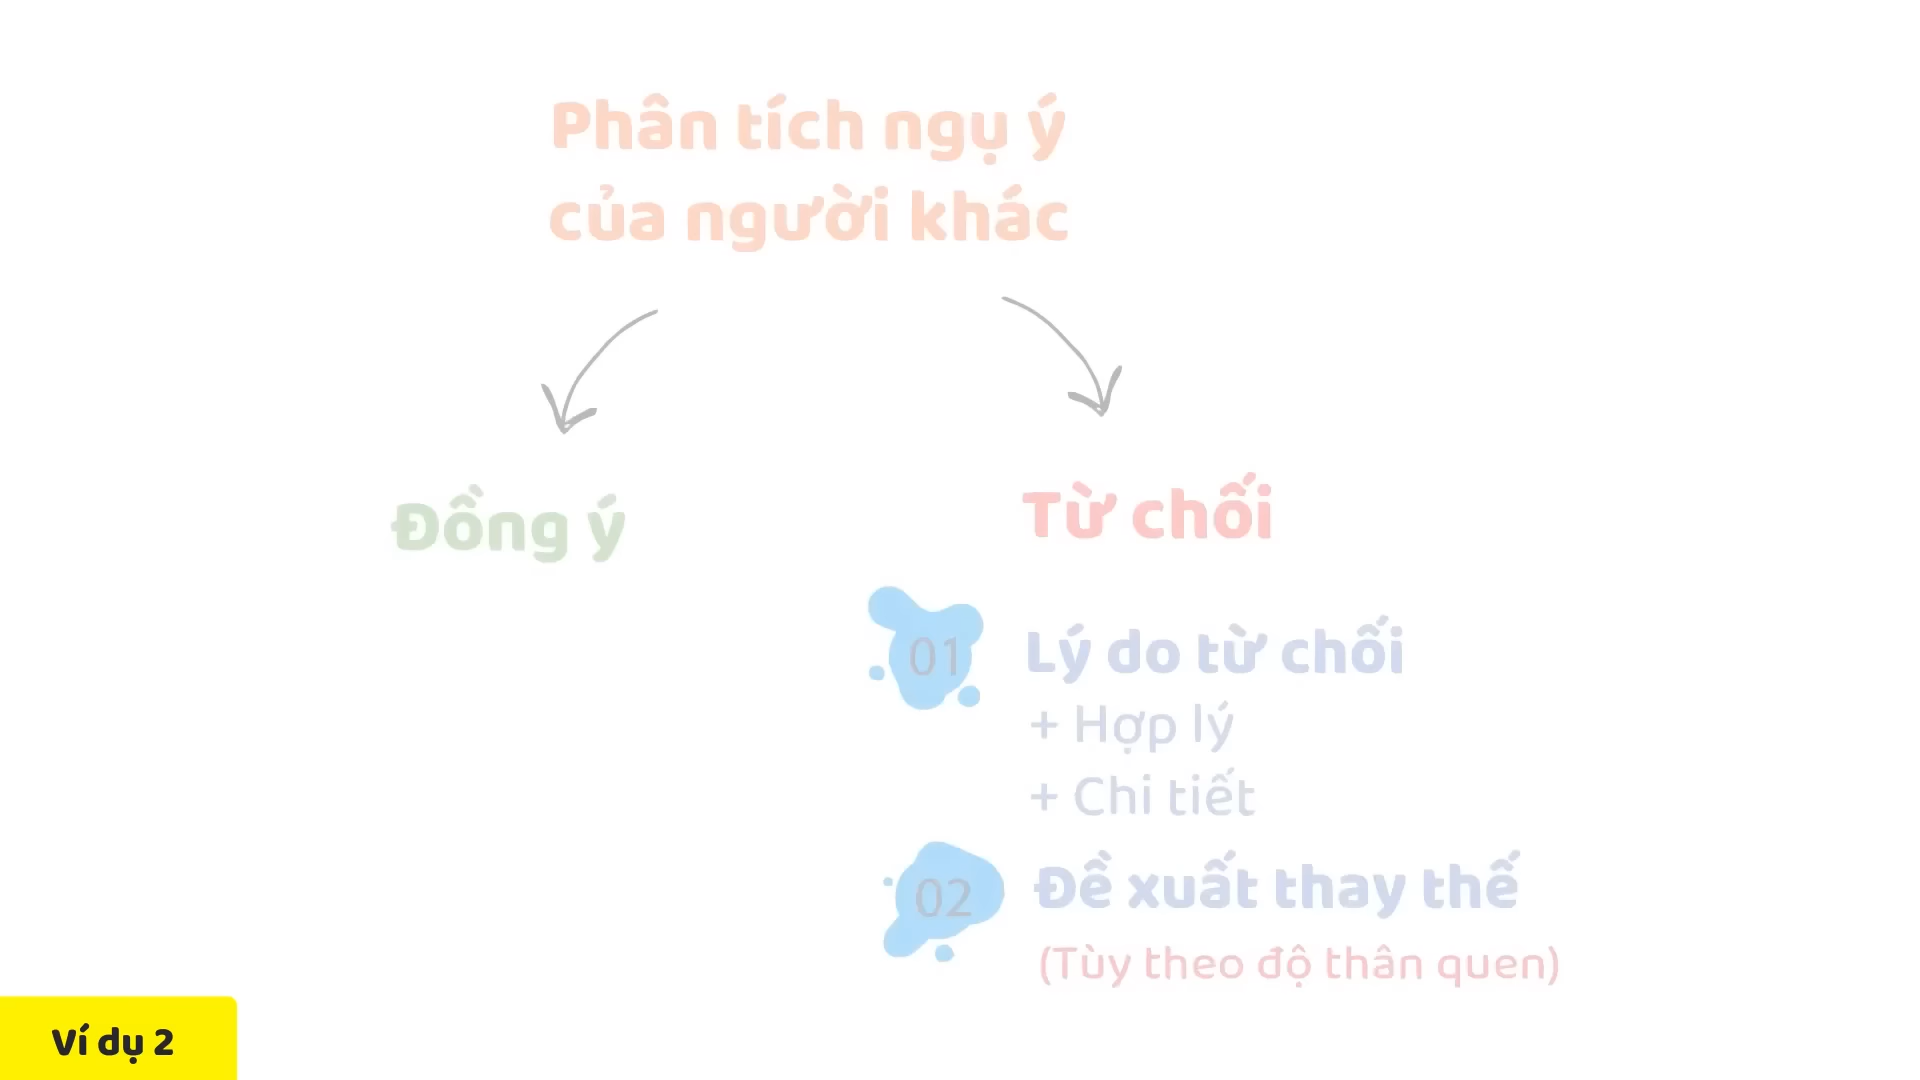 Phân tích ngụ ý
của người khác
Đồng ý
Từ chối
01 Lý do từ chối
+ Hợp lý
+ Chi tiết
02 Đề xuất thay thế
(Tùy theo độ thân quen)
Ví dụ 2